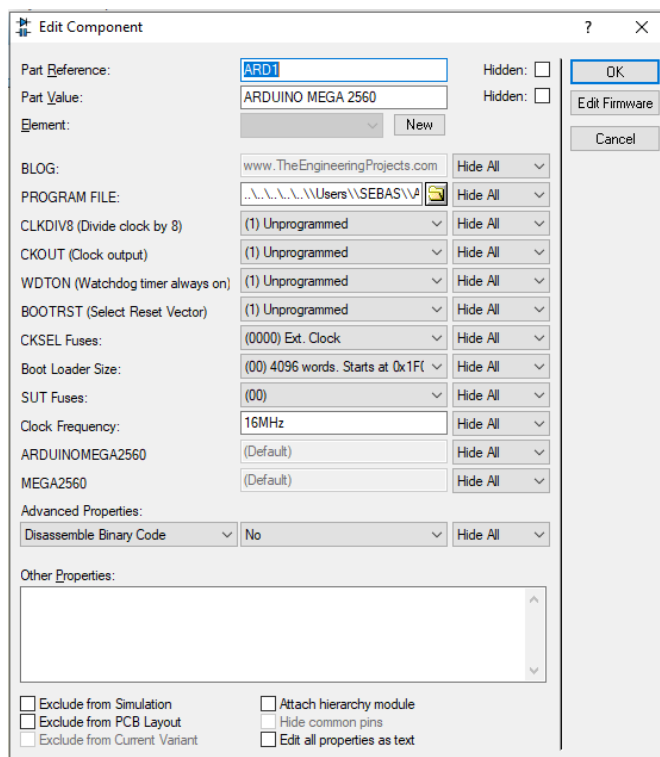 Edit Component ? X
Part Reference: ARD1 Hidden: OK
Part Value: ARDUINO MEGA 2560 Hidden: Edit Firmware
Element: New Cancel
BLOG: www.TheEngineeringProjects.com Hide All
PROGRAM FILE: ..\..\..\..\..\\Users\\SEBAS\\A Hide All
CLKDIV8 (Divide clock by 8) (1) Unprogrammed Hide All
CKOUT (Clock output) (1) Unprogrammed Hide All
WDTON (Watchdog timer always on) (1) Unprogrammed Hide All
BOOTRST (Select Reset Vector) (1) Unprogrammed Hide All
CKSEL Fuses: (0000) Ext. Clock Hide All
Boot Loader Size: (00) 4096 words. Starts at 0x1F( Hide All
SUT Fuses: (00) Hide All
Clock Frequency: 16MHz Hide All
ARDUINOMEGA2560 (Default) Hide All
MEGA2560 (Default) Hide All
Advanced Properties:
Disassemble Binary Code No Hide All
Other Properties:
Exclude from Simulation Attach hierarchy module
Exclude from PCB Layout Hide common pins
Exclude from Current Variant Edit all properties as text